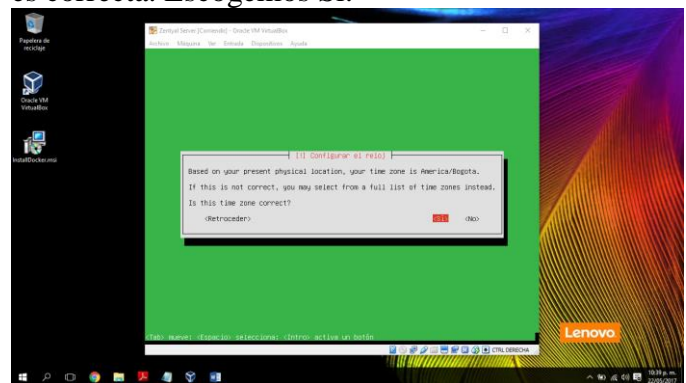 es correcta. Escogemos Sí.
Papelera de
reciclaje
Oracle VM
VirtualBox
InstallDocker.msi
Zentyal Server [Corriendo] - Oracle VM VirtualBox
Archivo Máquina Ver Entrada Dispositivos Ayuda
[!] Configurar el reloj
Based on your present physical location, your time zone is America/Bogota.
If this is not correct, you may select from a full list of time zones instead.
Is this time zone correct?
<Retroceder> <Sí> <No>
<Tab> mueve; <Espacio> selecciona; <Intro> activa un botón
CTRL DERECHA
Lenovo
10:39 p. m.
22/05/2017